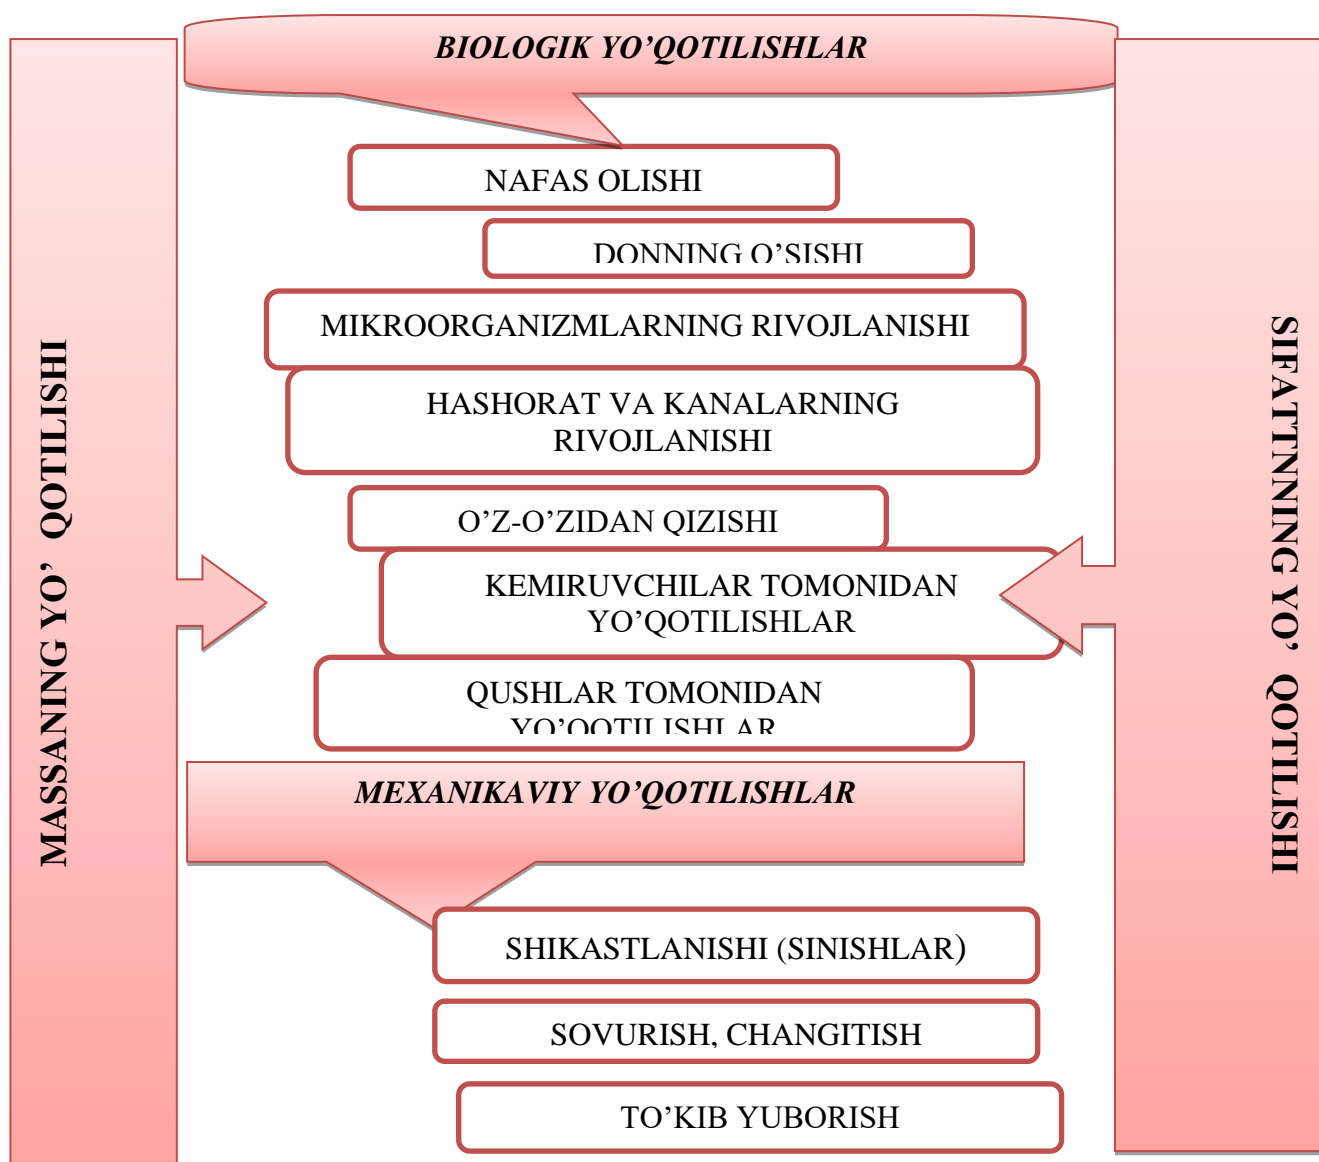 BIOLOGIK YO’QOTILISHLAR
NAFAS OLISHI
DONNING O’SISHI
MIKROORGANIZMLARNING RIVOJLANISHI
HASHORAT VA KANALARNING
RIVOJLANISHI
O’Z-O’ZIDAN QIZISHI
KEMIRUVCHILAR TOMONIDAN
YO’QOTILISHLAR
QUSHLAR TOMONIDAN
YO’QOTILISHLAR
MEXANIKAVIY YO’QOTILISHLAR
SHIKASTLANISHI (SINISHLAR)
SOVURISH, CHANGITISH
TO’KIB YUBORISH
MASSANING YO’ QOTILISHI
SIFATTNNING YO’ QOTILISHI